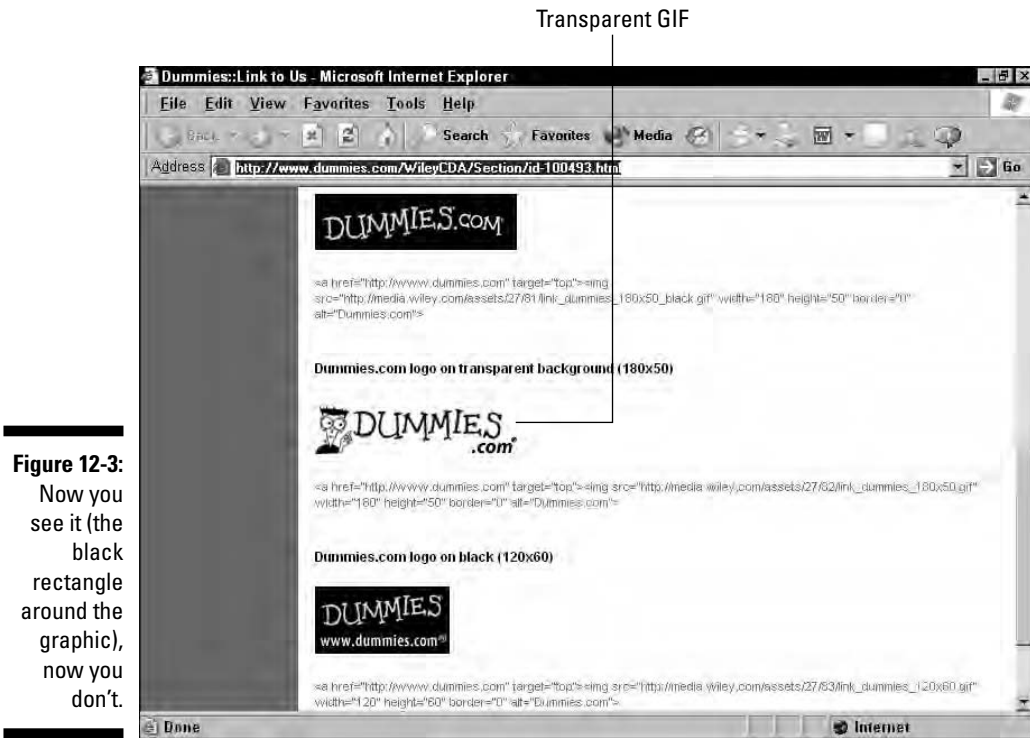 Transparent GIF
Dummies::Link to Us - Microsoft Internet Explorer
File Edit View Favorites Tools Help
Back Search Favorites Media
Address http://www.dummies.com/WileyCDA/Section/id-100493.html Go
DUMMIES.COM
<a href="http://www.dummies.com" target="top"><img
src="http://media.wiley.com/assets/27/81/link_dummies_180x50_black.gif" width="180" height="50" border="0"
alt="Dummies.com">
Dummies.com logo on transparent background (180x50)
DUMMIES
.com®
<a href="http://www.dummies.com" target="top"><img src="http://media.wiley.com/assets/27/82/link_dummies_180x50.gif"
width="180" height="50" border="0" alt="Dummies.com">
Dummies.com logo on black (120x60)
DUMMIES
www.dummies.com®
<a href="http://www.dummies.com" target="top"><img src="http://media.wiley.com/assets/27/83/link_dummies_120x60.gif"
width="120" height="60" border="0" alt="Dummies.com">
Done Internet
Figure 12-3:
Now you
see it (the
black
rectangle
around the
graphic),
now you
don't.